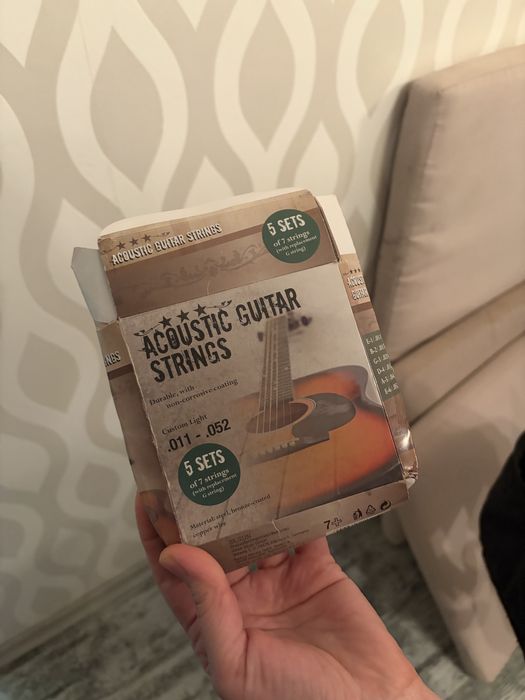 ACOUSTIC GUITAR STRINGS
5 SETS
of 7 strings
(with replacement
G string)
ACOUSTIC GUITAR
STRINGS
Durable, with
non-corrosive coating
Custom Light
.011 - .052
5 SETS
of 7 strings
(with replacement
G string)
Material: steel, bronze-coated
copper wire